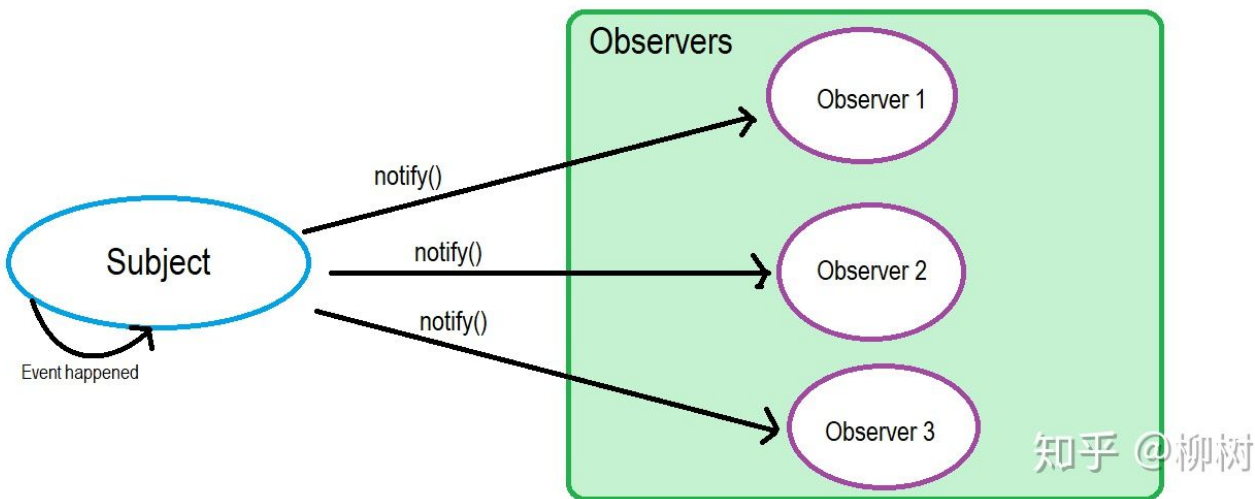 Observers
Observer 1
notify()
Subject
notify()
Observer 2
notify()
Event happened
Observer 3
知乎 @柳树